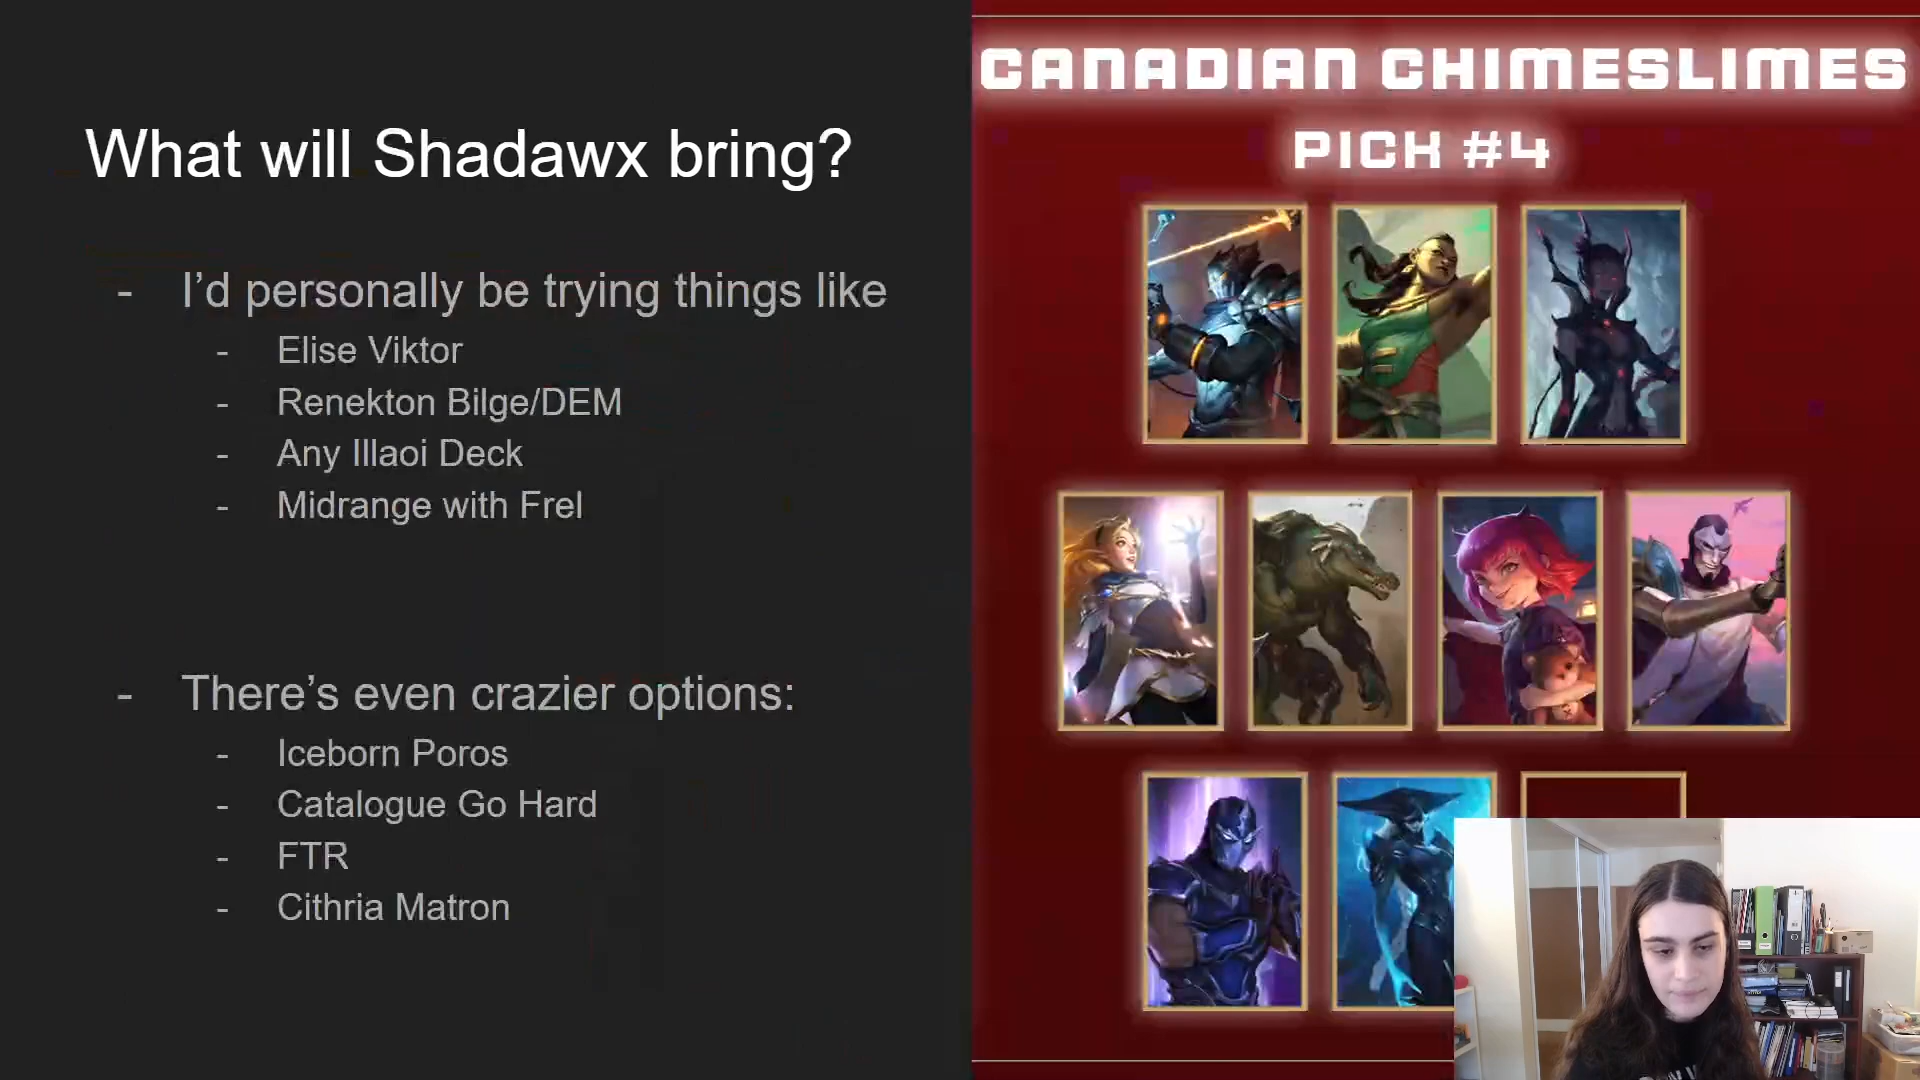 What will Shadawx bring?
- I'd personally be trying things like
- Elise Viktor
- Renekton Bilge/DEM
- Any Illaoi Deck
- Midrange with Frel
- There's even crazier options:
- Iceborn Poros
- Catalogue Go Hard
- FTR
- Cithria Matron
CANADIAN CHIMESLIMES
PICK #4